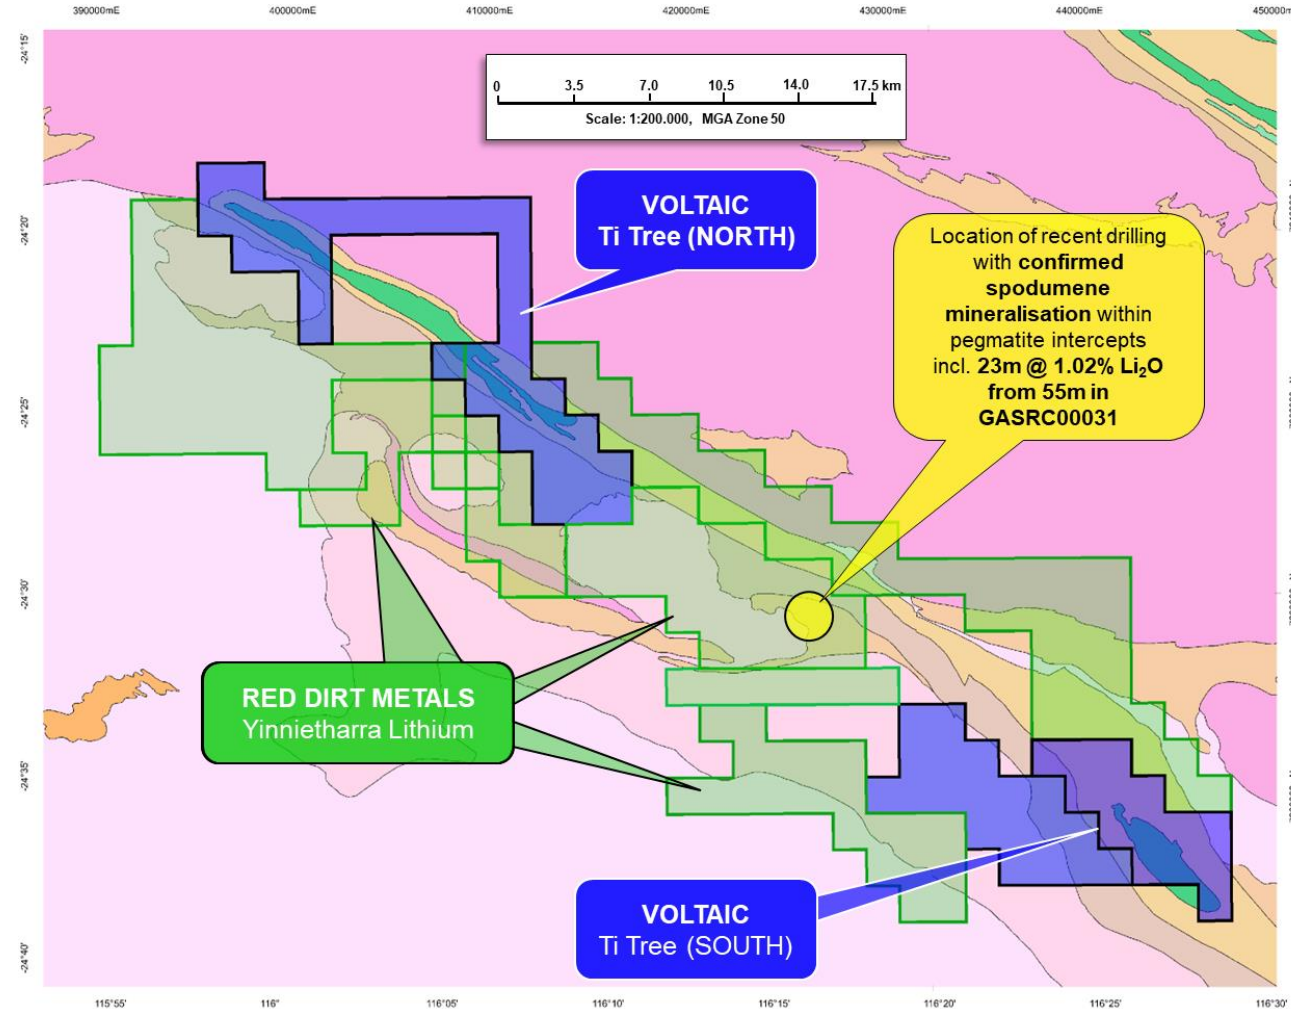 390000mE 400000mE 410000mE 420000mE 430000mE 440000mE 450000m
-24°15'
0 3.5 7.0 10.5 14.0 17.5 km
Scale: 1:200.000, MGA Zone 50
-24°20'
VOLTAIC
Ti Tree (NORTH)
Location of recent drilling
with confirmed
spodumene
mineralisation within
pegmatite intercepts
incl. 23m @ 1.02% Li₂O
from 55m in
GASRC00031
-24°25'
-24°30'
RED DIRT METALS
Yinnietharra Lithium
-24°35'
VOLTAIC
Ti Tree (SOUTH)
-24°40'
115°55' 116° 116°05' 116°10' 116°15' 116°20' 116°25' 116°30'